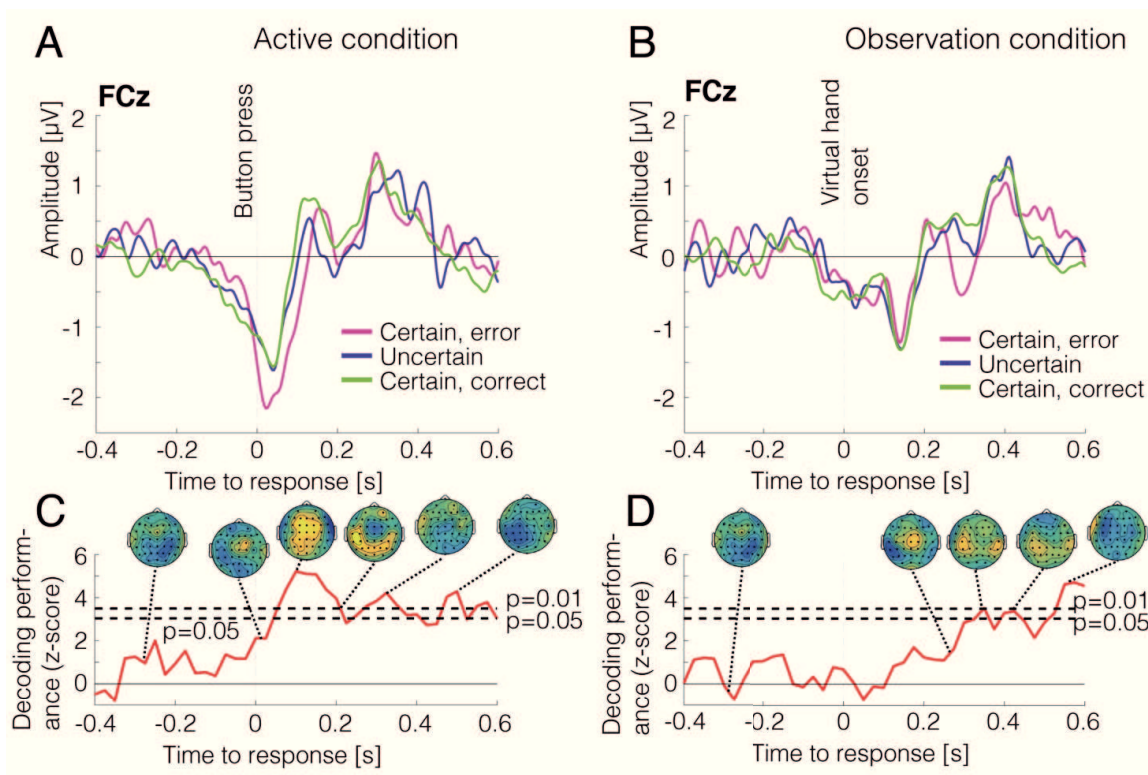 A
Active condition
FCz
Amplitude [µV]
2
1
0
-1
-2
Button press
Certain, error
Uncertain
Certain, correct
-0.4
-0.2
0
0.2
0.4
0.6
Time to response [s]
B
Observation condition
FCz
Amplitude [µV]
2
1
0
-1
-2
Virtual hand
onset
Certain, error
Uncertain
Certain, correct
-0.4
-0.2
0
0.2
0.4
0.6
Time to response [s]
C
Decoding perform-
ance (z-score)
6
4
2
0
p=0.01
p=0.05
p=0.05
-0.4
-0.2
0
0.2
0.4
0.6
Time to response [s]
D
Decoding perform-
ance (z-score)
6
4
2
0
p=0.01
p=0.05
-0.4
-0.2
0
0.2
0.4
0.6
Time to response [s]